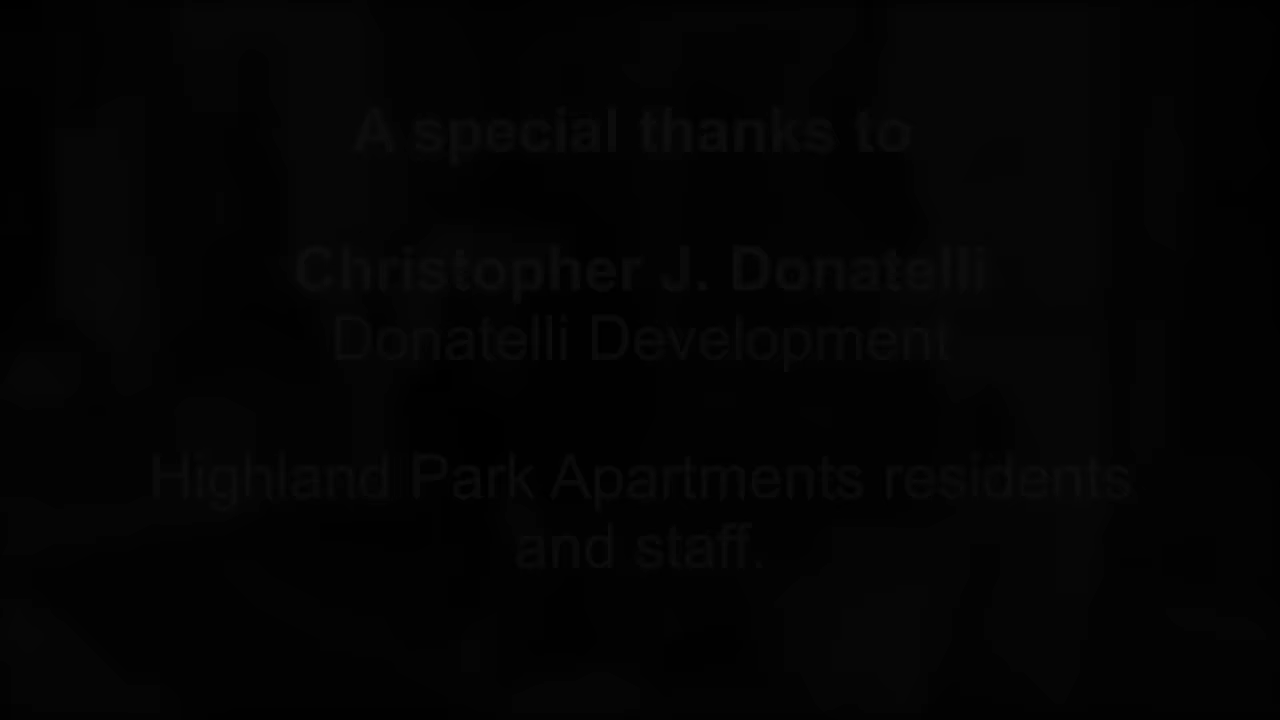 A special thanks to
Christopher J. Donatelli
Donatelli Development
Highland Park Apartments residents
and staff.